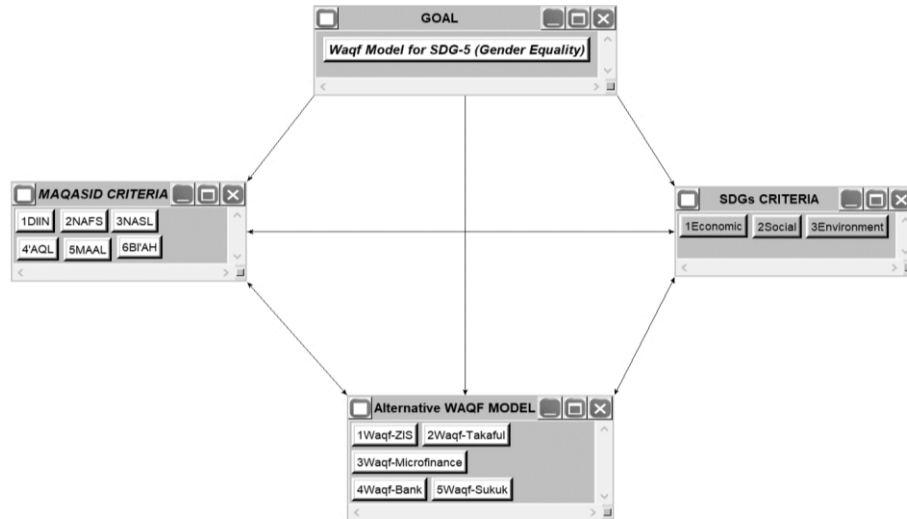 GOAL
Waqf Model for SDG-5 (Gender Equality)
MAQASID CRITERIA
1DIIN 2NAFS 3NASL
4'AQL 5MAAL 6BI'AH
SDGs CRITERIA
1Economic 2Social 3Environment
Alternative WAQF MODEL
1Waqf-ZIS 2Waqf-Takaful
3Waqf-Microfinance
4Waqf-Bank 5Waqf-Sukuk